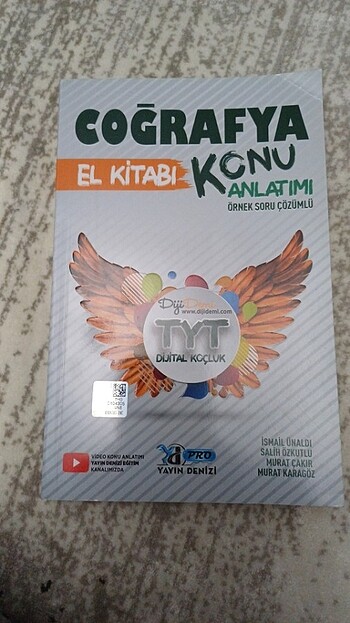 COĞRAFYA
EL KİTABI
KONU
ANLATIMI
ÖRNEK SORU ÇÖZÜMLÜ
DijiDemi
www.dijidemi.com
TYT
DİJİTAL KOÇLUK
VİDEO KONU ANLATIMI
YAYIN DENİZİ EĞİTİM
KANALIMIZDA
PRO
YAYIN DENİZİ
İSMAİL ÜNALDI
SALİH ÖZKUTLU
MURAT ÇAKIR
MURAT KARAGÖZ